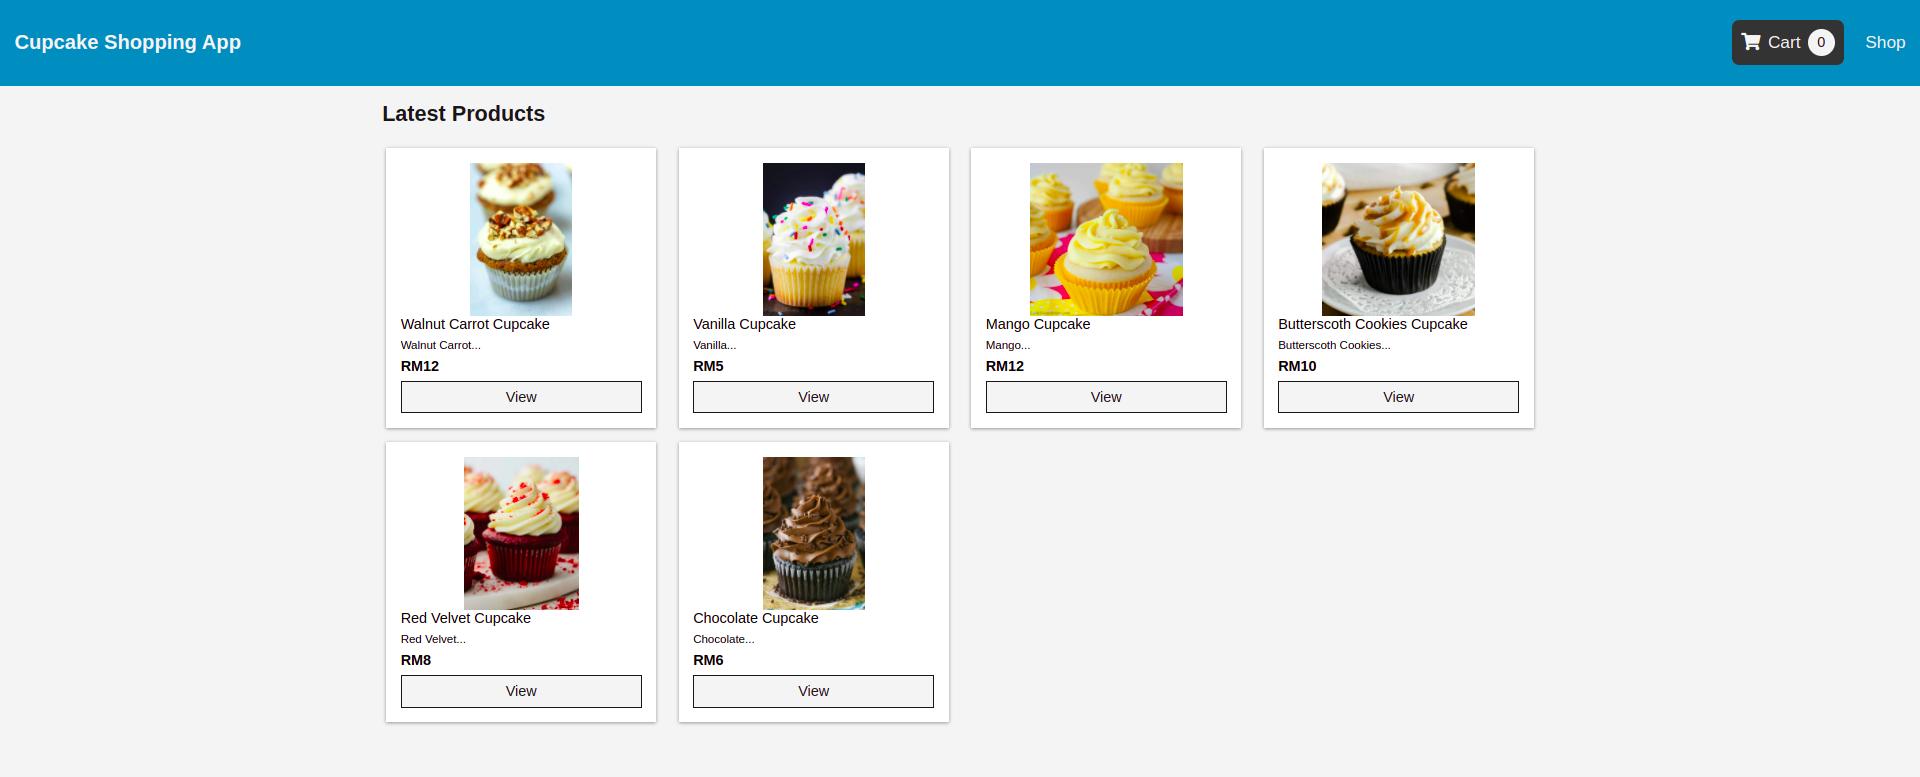 Cupcake Shopping App
Cart 0
Shop
Latest Products
Walnut Carrot Cupcake
Walnut Carrot...
RM12
View
Vanilla Cupcake
Vanilla...
RM5
View
Mango Cupcake
Mango...
RM12
View
Butterscoth Cookies Cupcake
Butterscoth Cookies...
RM10
View
Red Velvet Cupcake
Red Velvet...
RM8
View
Chocolate Cupcake
Chocolate...
RM6
View